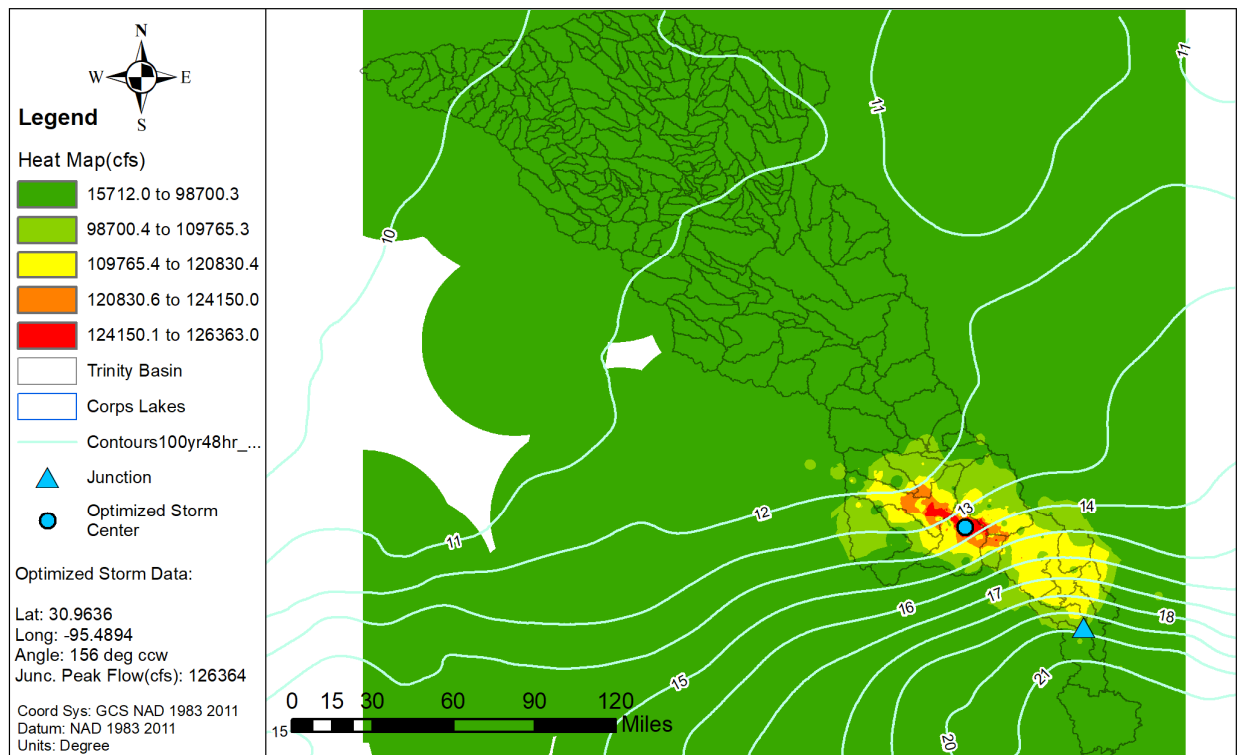 N
W E
S
Legend
Heat Map(cfs)
15712.0 to 98700.3
98700.4 to 109765.3
109765.4 to 120830.4
120830.6 to 124150.0
124150.1 to 126363.0
Trinity Basin
Corps Lakes
Contours100yr48hr_...
Junction
Optimized Storm
Center
Optimized Storm Data:
Lat: 30.9636
Long: -95.4894
Angle: 156 deg ccw
Junc. Peak Flow(cfs): 126364
Coord Sys: GCS NAD 1983 2011
Datum: NAD 1983 2011
Units: Degree
11
11
10
12
13
14
11
16
17
18
15
21
20
15
0 15 30 60 90 120
Miles